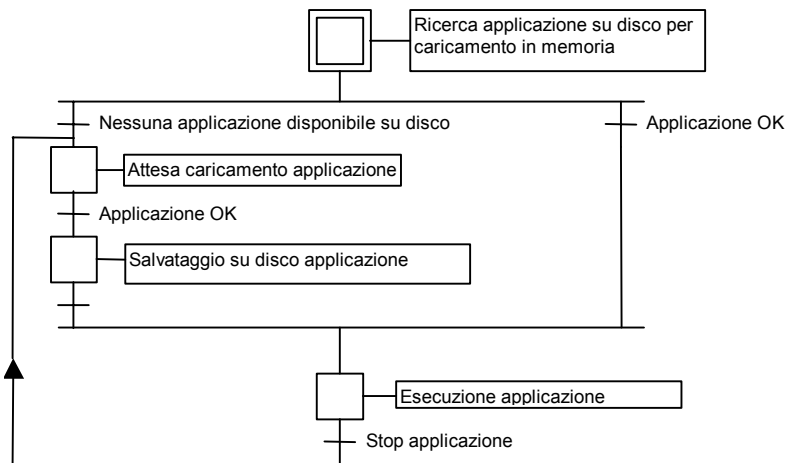 Ricerca applicazione su disco per
caricamento in memoria
Nessuna applicazione disponibile su disco
Applicazione OK
Attesa caricamento applicazione
Applicazione OK
Salvataggio su disco applicazione
Esecuzione applicazione
Stop applicazione